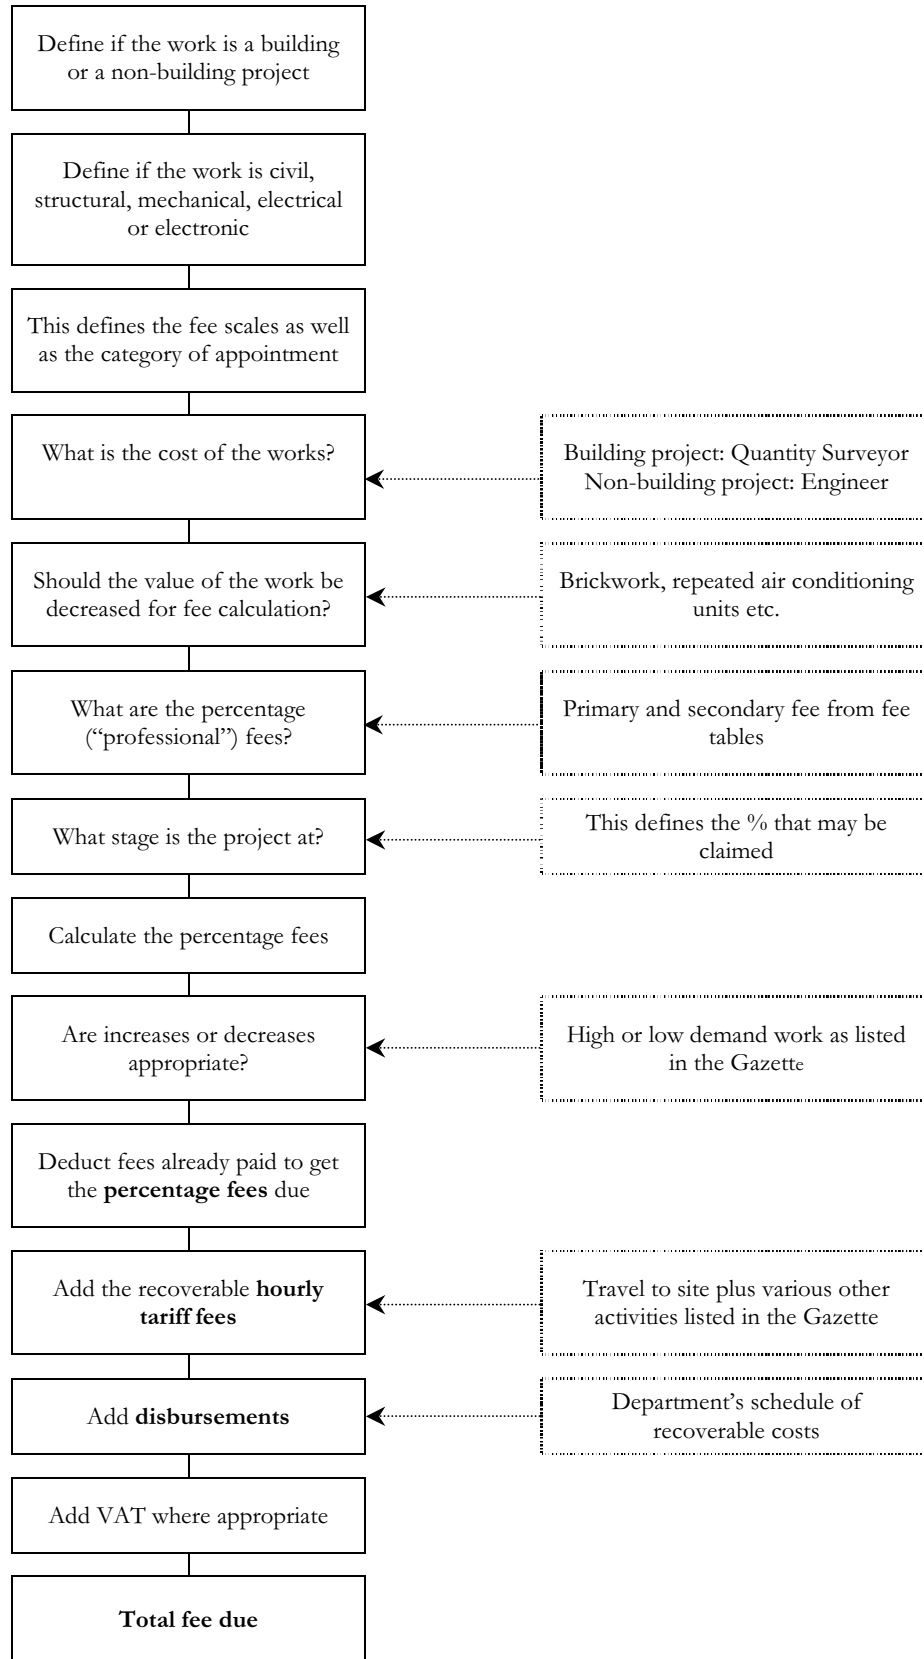 Define if the work is a building
or a non-building project
Define if the work is civil,
structural, mechanical, electrical
or electronic
This defines the fee scales as well
as the category of appointment
What is the cost of the works?
Building project: Quantity Surveyor
Non-building project: Engineer
Should the value of the work be
decreased for fee calculation?
Brickwork, repeated air conditioning
units etc.
What are the percentage
(“professional”) fees?
Primary and secondary fee from fee
tables
What stage is the project at?
This defines the % that may be
claimed
Calculate the percentage fees
Are increases or decreases
appropriate?
High or low demand work as listed
in the Gazette
Deduct fees already paid to get
the percentage fees due
Add the recoverable hourly
tariff fees
Travel to site plus various other
activities listed in the Gazette
Add disbursements
Department’s schedule of
recoverable costs
Add VAT where appropriate
Total fee due